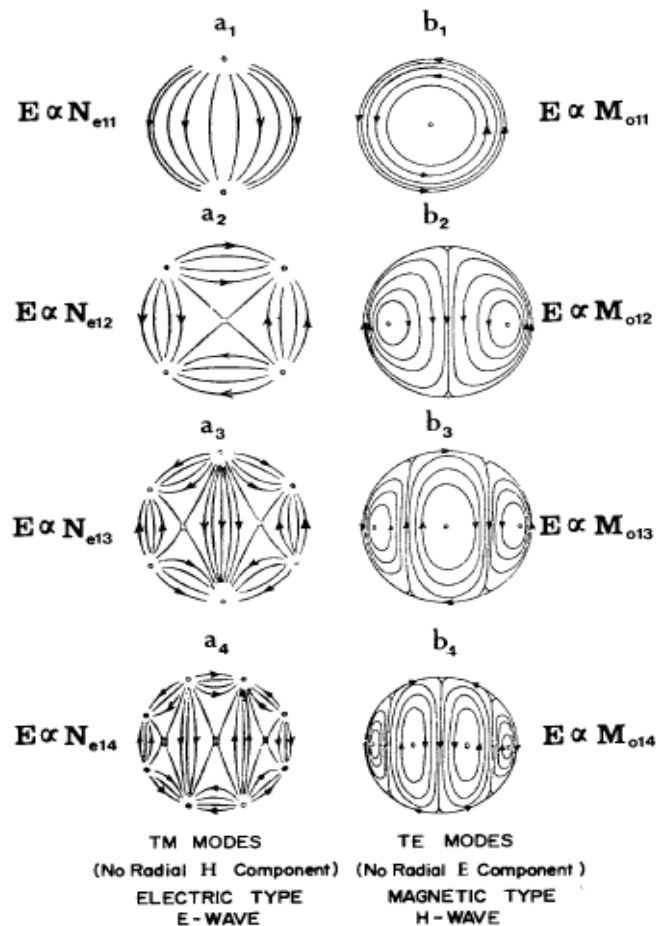 a₁ b₁
E ∝ Nₑ₁₁ E ∝ Mₒ₁₁
a₂ b₂
E ∝ Nₑ₁₂ E ∝ Mₒ₁₂
a₃ b₃
E ∝ Nₑ₁₃ E ∝ Mₒ₁₃
a₄ b₄
E ∝ Nₑ₁₄ E ∝ Mₒ₁₄
TM MODES TE MODES
(No Radial H Component) (No Radial E Component)
ELECTRIC TYPE MAGNETIC TYPE
E-WAVE H-WAVE